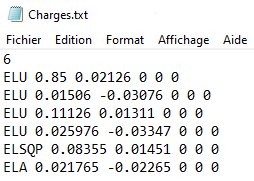 Charges.txt
Fichier Edition Format Affichage Aide
6
ELU 0.85 0.02126 0 0 0
ELU 0.01506 -0.03076 0 0 0
ELU 0.11126 0.01311 0 0 0
ELU 0.025976 -0.03347 0 0 0
ELSQP 0.08355 0.01451 0 0 0
ELA 0.021765 -0.02265 0 0 0